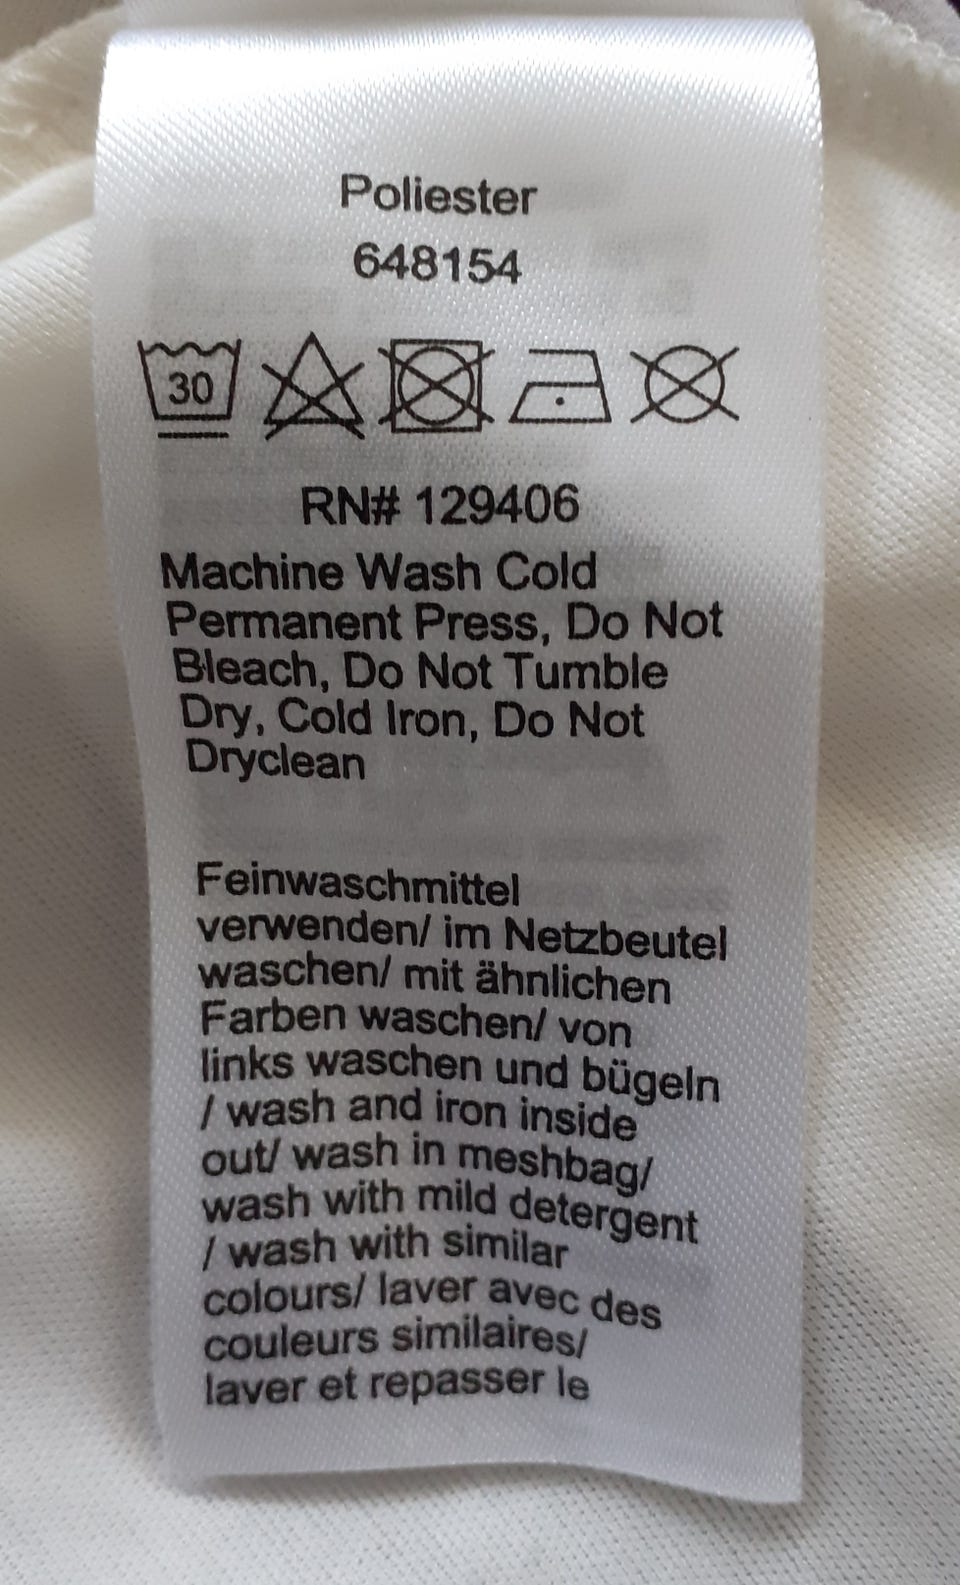 Poliester
648154
30
RN# 129406
Machine Wash Cold
Permanent Press, Do Not
Bleach, Do Not Tumble
Dry, Cold Iron, Do Not
Dryclean
Feinwaschmittel
verwenden/ im Netzbeutel
waschen/ mit ähnlichen
Farben waschen/ von
links waschen und bügeln
/ wash and iron inside
out/ wash in meshbag/
wash with mild detergent
/ wash with similar
colours/ laver avec des
couleurs similaires/
laver et repasser le